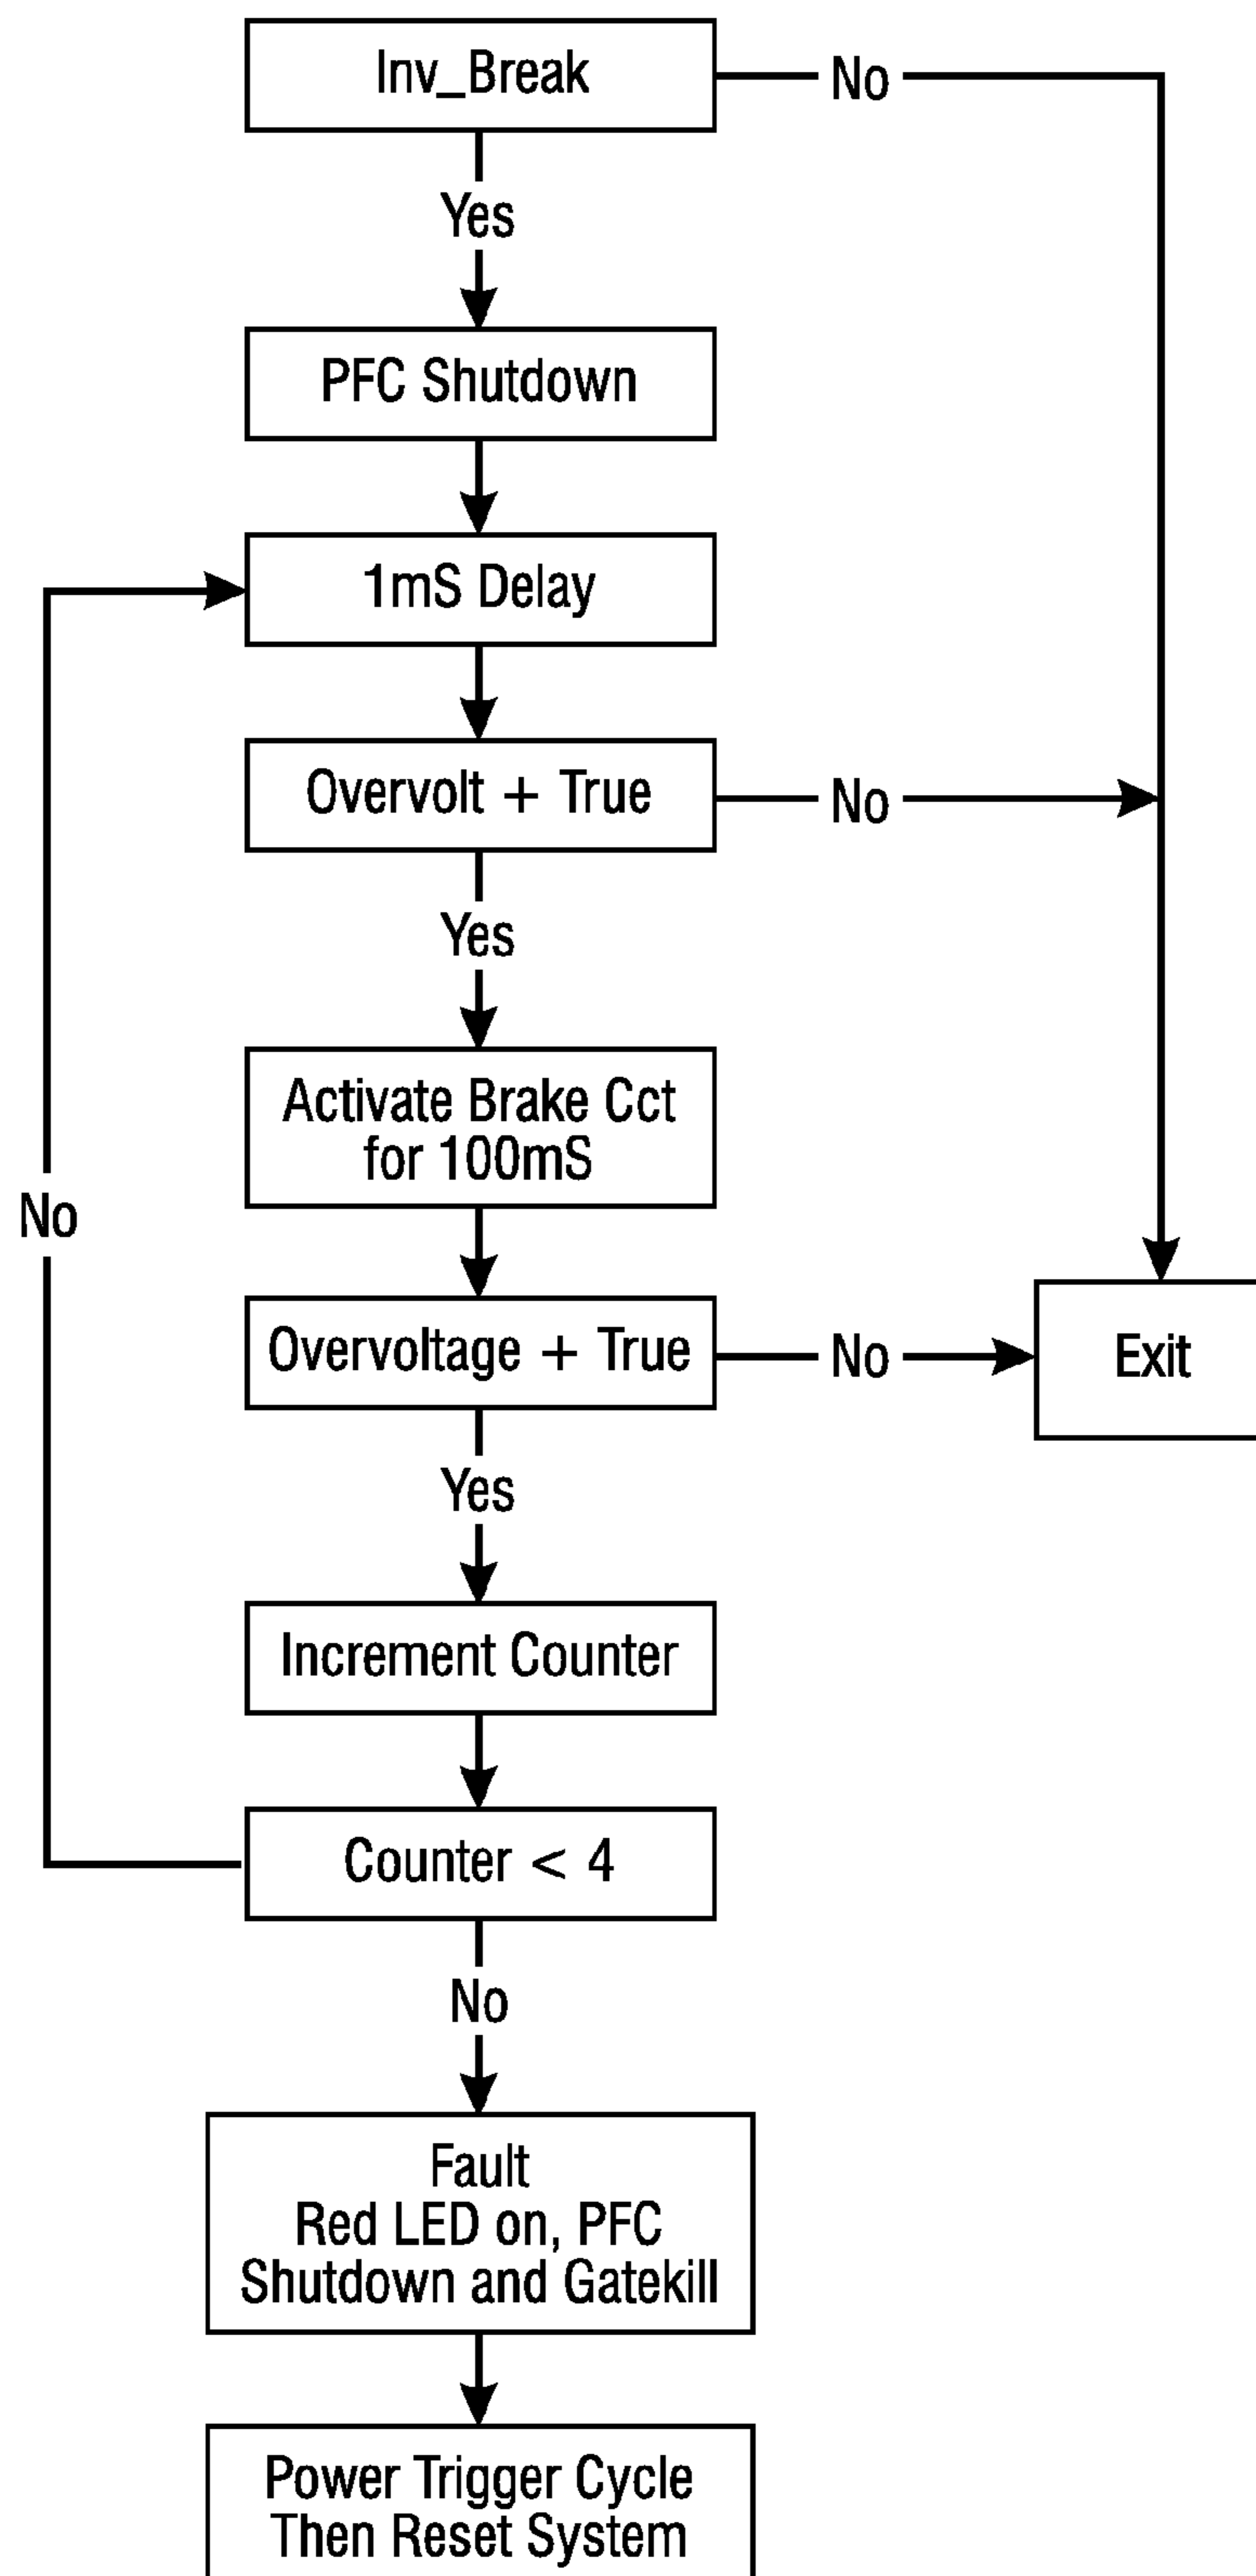 Inv_Break
No
Yes
PFC Shutdown
1mS Delay
Overvolt + True
No
Yes
Activate Brake Cct
for 100mS
No
Overvoltage + True
No
Exit
Yes
Increment Counter
Counter < 4
No
Fault
Red LED on, PFC
Shutdown and Gatekill
Power Trigger Cycle
Then Reset System